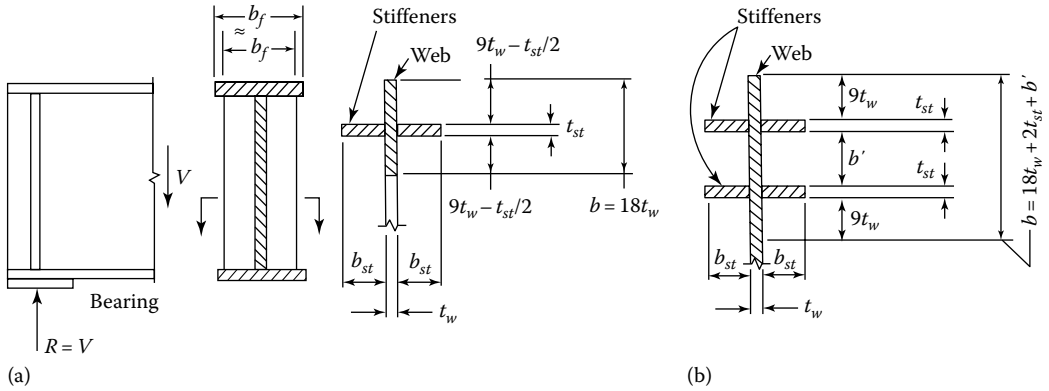 b_f
≈
b_f
Stiffeners
Web
9t_w – t_st/2
t_st
9t_w – t_st/2
b = 18t_w
b_st
b_st
t_w
V
Bearing
R = V
(a)
Stiffeners
Web
9t_w
t_st
b′
t_st
9t_w
b = 18t_w + 2t_st + b′
b_st
b_st
t_w
(b)